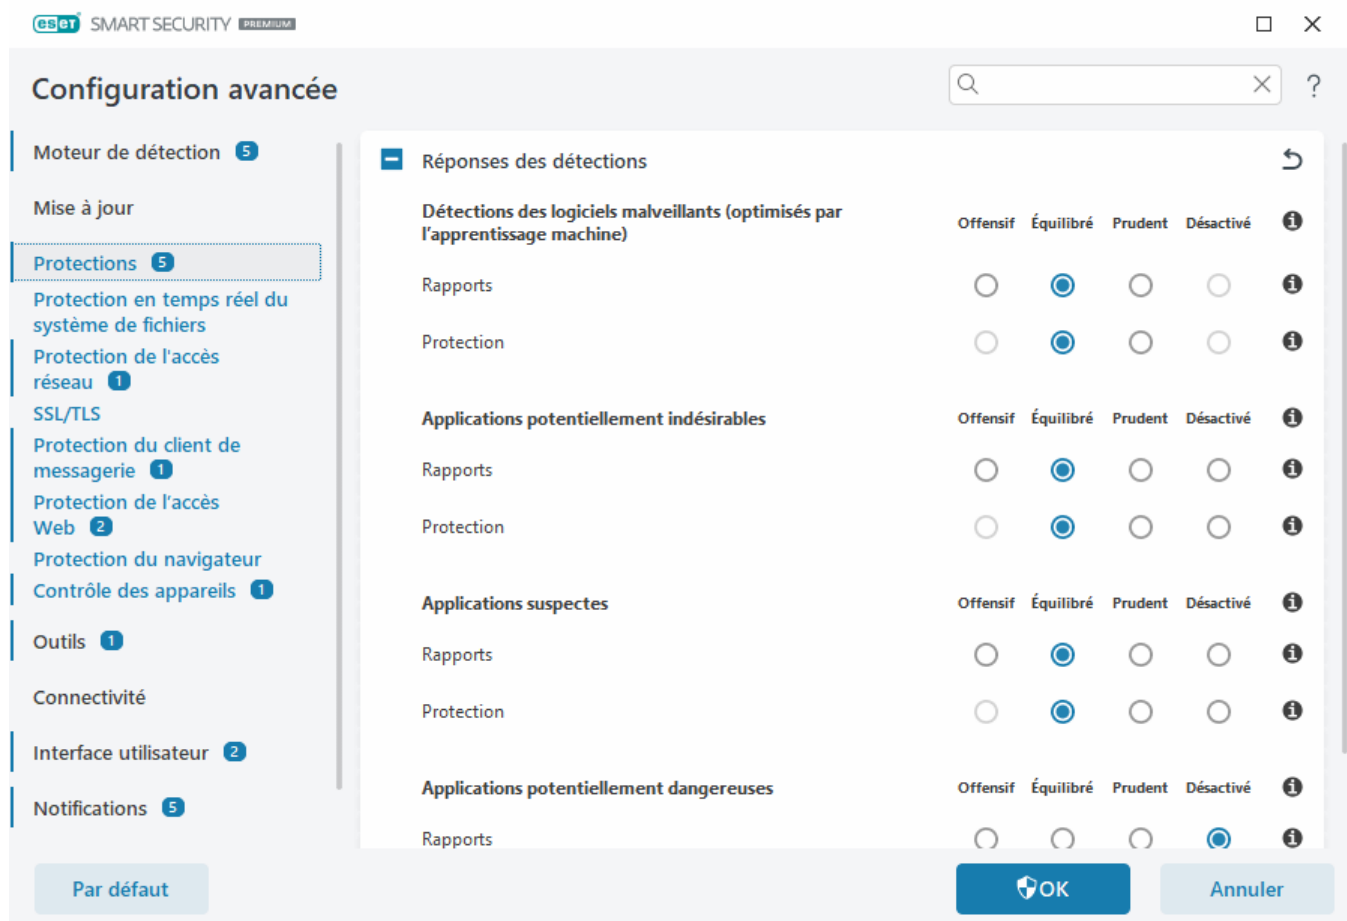 eset SMART SECURITY PREMIUM
Configuration avancée
?
Moteur de détection 5
Mise à jour
Protections 5
Protection en temps réel du
système de fichiers
Protection de l'accès
réseau 1
SSL/TLS
Protection du client de
messagerie 1
Protection de l'accès
Web 2
Protection du navigateur
Contrôle des appareils 1
Outils 1
Connectivité
Interface utilisateur 2
Notifications 5
Réponses des détections
Détections des logiciels malveillants (optimisés par
l'apprentissage machine)
Offensif Équilibré Prudent Désactivé
Rapports
Protection
Applications potentiellement indésirables Offensif Équilibré Prudent Désactivé
Rapports
Protection
Applications suspectes Offensif Équilibré Prudent Désactivé
Rapports
Protection
Applications potentiellement dangereuses Offensif Équilibré Prudent Désactivé
Rapports
Par défaut
OK
Annuler